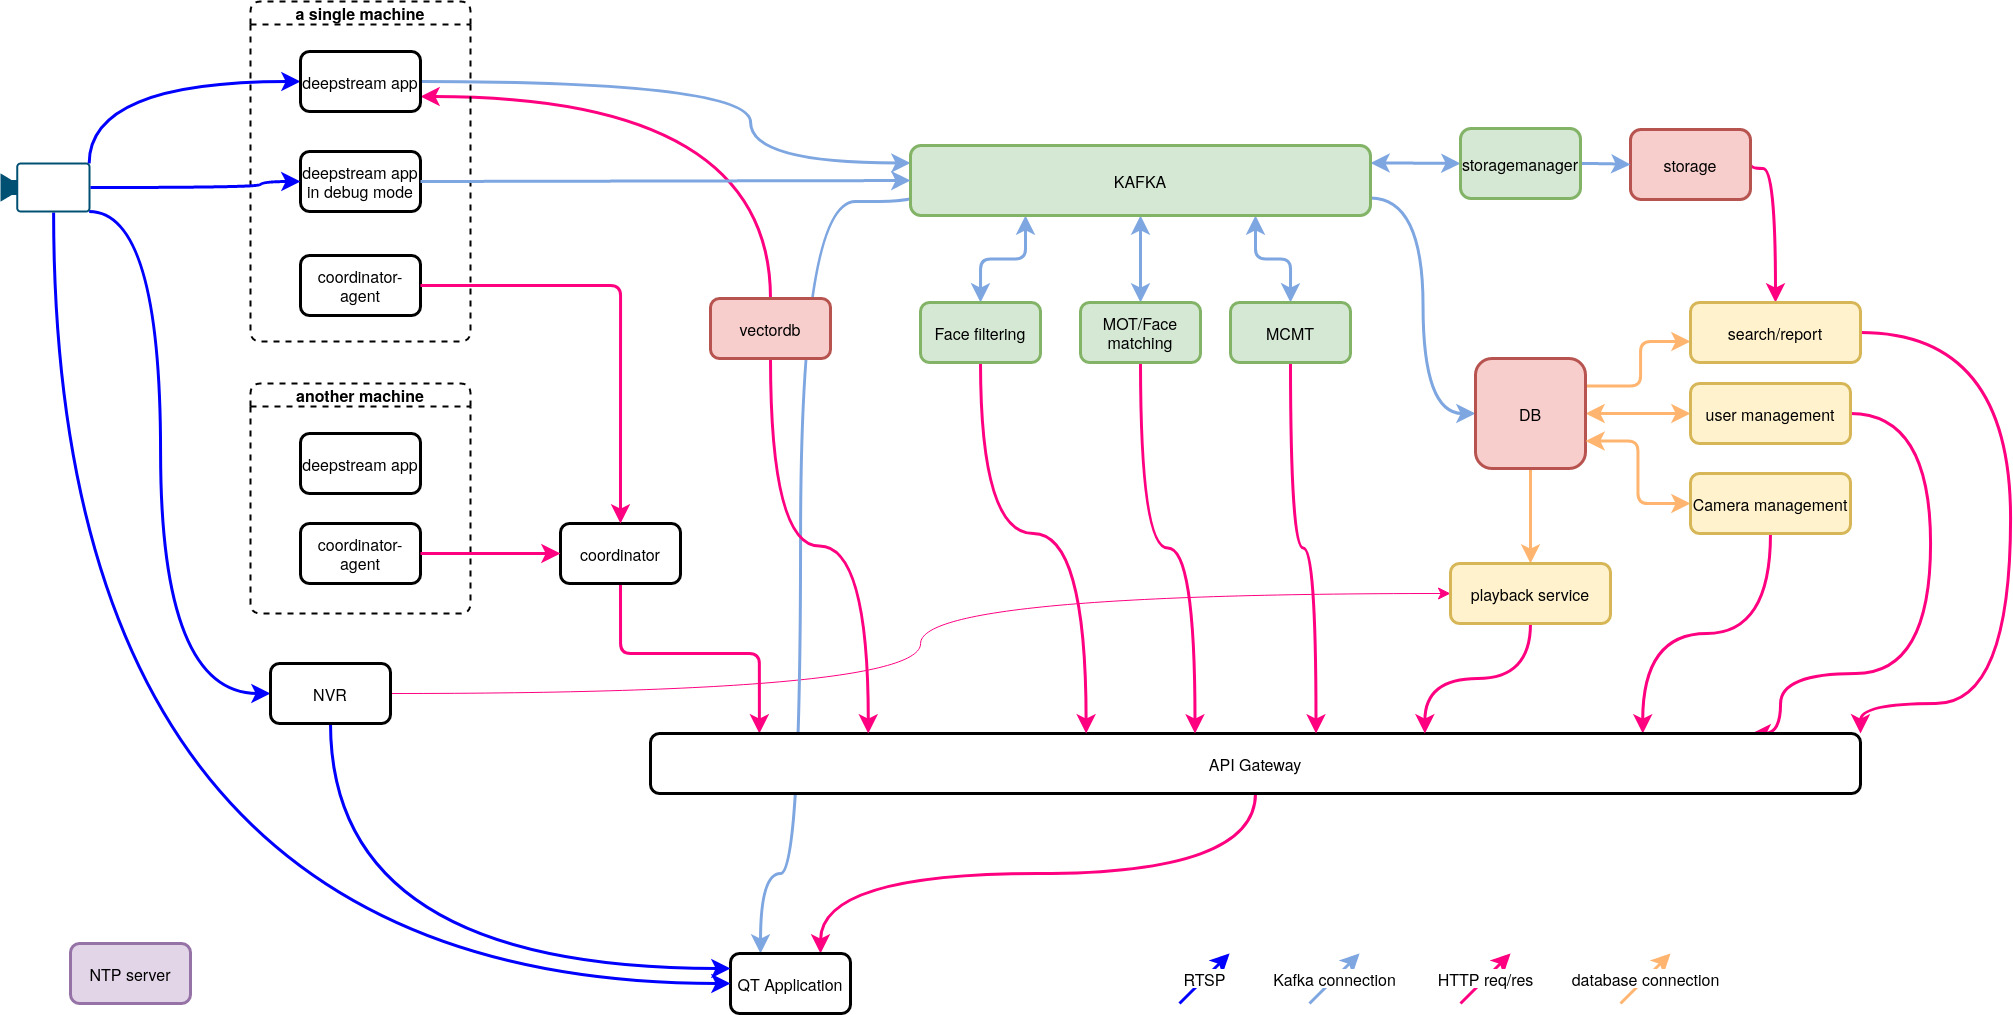 a single machine
deepstream app
deepstream app
in debug mode
coordinator-
agent
another machine
deepstream app
coordinator-
agent
coordinator
NVR
vectordb
KAFKA
storagemanager
storage
Face filtering
MOT/Face
matching
MCMT
DB
search/report
user management
Camera management
playback service
API Gateway
NTP server
QT Application
RTSP
Kafka connection
HTTP req/res
database connection